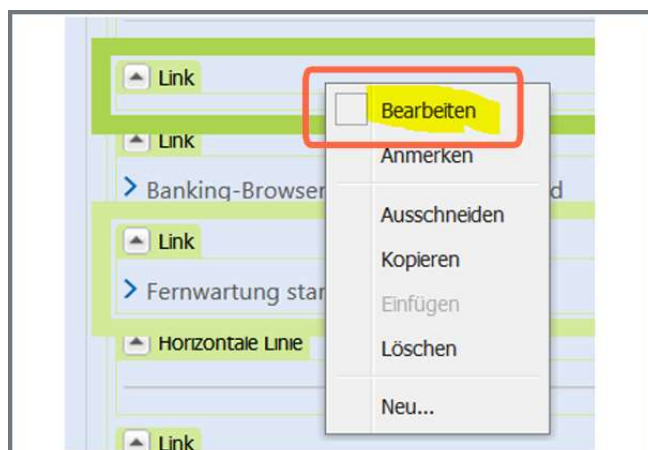 Link
Bearbeiten
Link
Anmerken
Banking-Browser d
Ausschneiden
Link
Kopieren
Fernwartung star
Einfügen
Horizontale Linie
Löschen
Neu...
Link